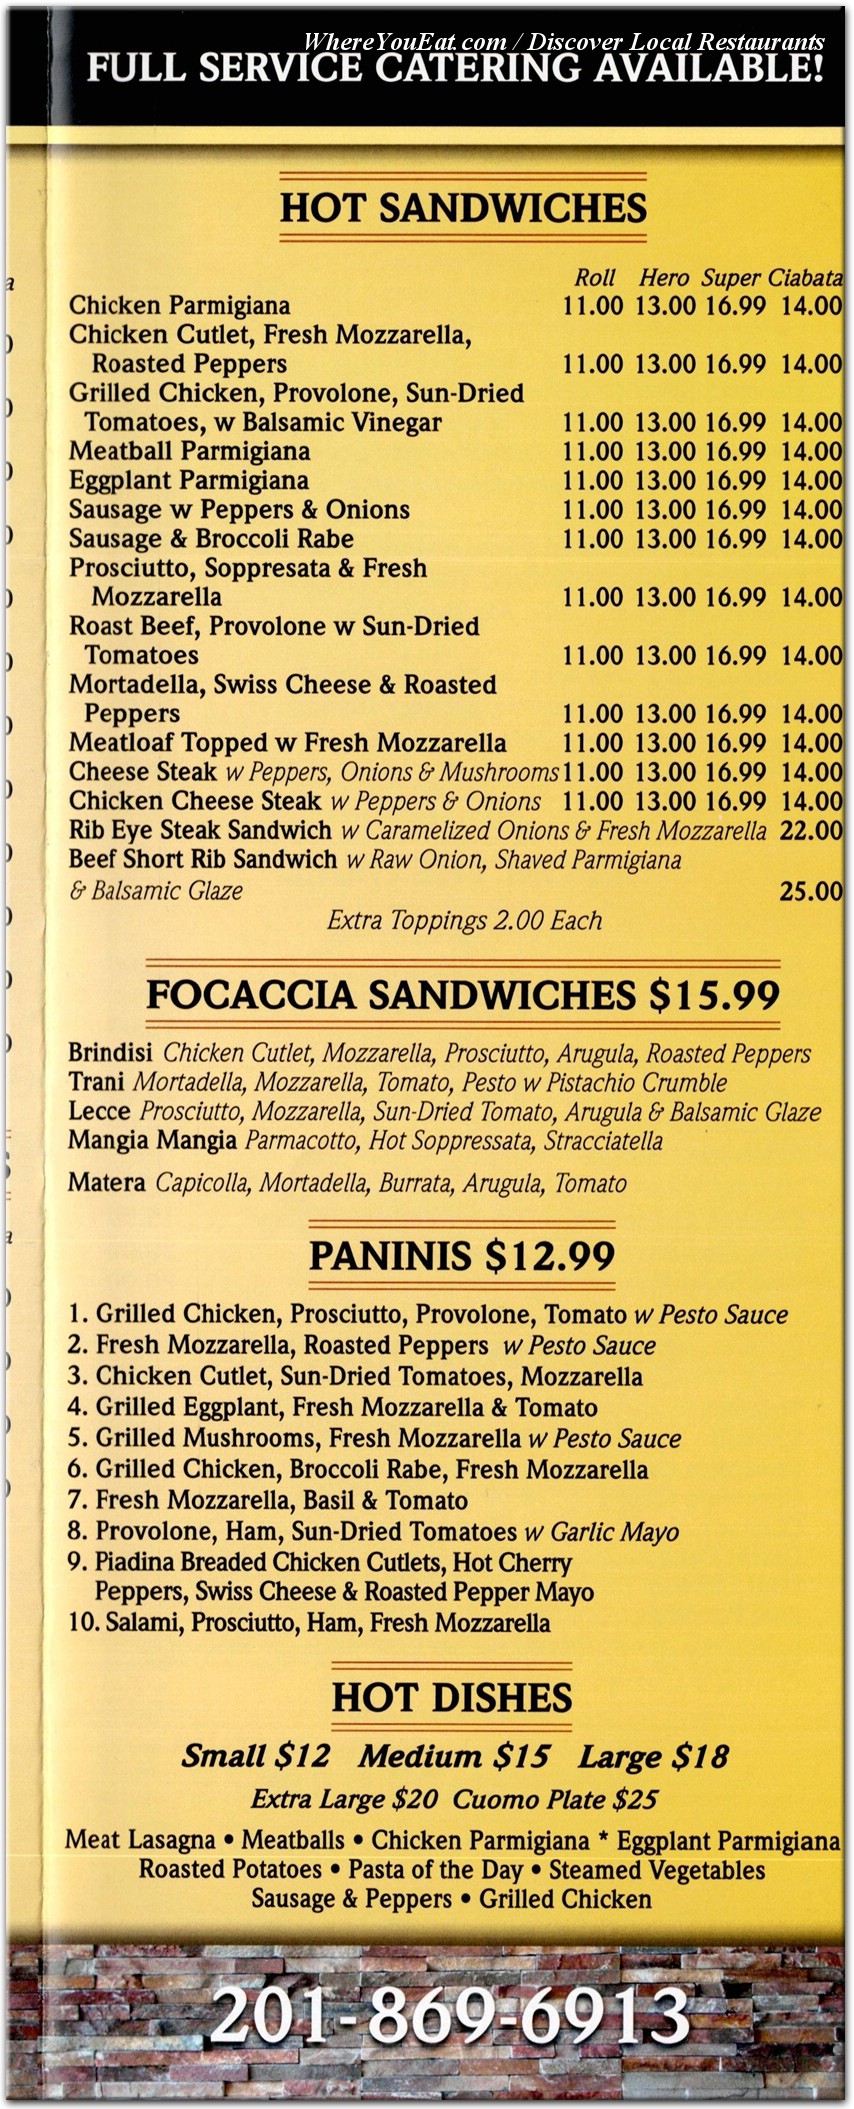 WhereYouEat.com / Discover Local Restaurants
FULL SERVICE CATERING AVAILABLE!
HOT SANDWICHES
Roll Hero Super Ciabata
Chicken Parmigiana 11.00 13.00 16.99 14.00
Chicken Cutlet, Fresh Mozzarella,
Roasted Peppers 11.00 13.00 16.99 14.00
Grilled Chicken, Provolone, Sun-Dried
Tomatoes, w Balsamic Vinegar 11.00 13.00 16.99 14.00
Meatball Parmigiana 11.00 13.00 16.99 14.00
Eggplant Parmigiana 11.00 13.00 16.99 14.00
Sausage w Peppers & Onions 11.00 13.00 16.99 14.00
Sausage & Broccoli Rabe 11.00 13.00 16.99 14.00
Prosciutto, Soppresata & Fresh
Mozzarella 11.00 13.00 16.99 14.00
Roast Beef, Provolone w Sun-Dried
Tomatoes 11.00 13.00 16.99 14.00
Mortadella, Swiss Cheese & Roasted
Peppers 11.00 13.00 16.99 14.00
Meatloaf Topped w Fresh Mozzarella 11.00 13.00 16.99 14.00
Cheese Steak w Peppers, Onions & Mushrooms 11.00 13.00 16.99 14.00
Chicken Cheese Steak w Peppers & Onions 11.00 13.00 16.99 14.00
Rib Eye Steak Sandwich w Caramelized Onions & Fresh Mozzarella 22.00
Beef Short Rib Sandwich w Raw Onion, Shaved Parmigiana
& Balsamic Glaze 25.00
Extra Toppings 2.00 Each
FOCACCIA SANDWICHES $15.99
Brindisi Chicken Cutlet, Mozzarella, Prosciutto, Arugula, Roasted Peppers
Trani Mortadella, Mozzarella, Tomato, Pesto w Pistachio Crumble
Lecce Prosciutto, Mozzarella, Sun-Dried Tomato, Arugula & Balsamic Glaze
Mangia Mangia Parmacotto, Hot Soppressata, Stracciatella
Matera Capicolla, Mortadella, Burrata, Arugula, Tomato
PANINIS $12.99
1. Grilled Chicken, Prosciutto, Provolone, Tomato w Pesto Sauce
2. Fresh Mozzarella, Roasted Peppers w Pesto Sauce
3. Chicken Cutlet, Sun-Dried Tomatoes, Mozzarella
4. Grilled Eggplant, Fresh Mozzarella & Tomato
5. Grilled Mushrooms, Fresh Mozzarella w Pesto Sauce
6. Grilled Chicken, Broccoli Rabe, Fresh Mozzarella
7. Fresh Mozzarella, Basil & Tomato
8. Provolone, Ham, Sun-Dried Tomatoes w Garlic Mayo
9. Piadina Breaded Chicken Cutlets, Hot Cherry
Peppers, Swiss Cheese & Roasted Pepper Mayo
10. Salami, Prosciutto, Ham, Fresh Mozzarella
HOT DISHES
Small $12 Medium $15 Large $18
Extra Large $20 Cuomo Plate $25
Meat Lasagna • Meatballs • Chicken Parmigiana * Eggplant Parmigiana
Roasted Potatoes • Pasta of the Day • Steamed Vegetables
Sausage & Peppers • Grilled Chicken
201-869-6913